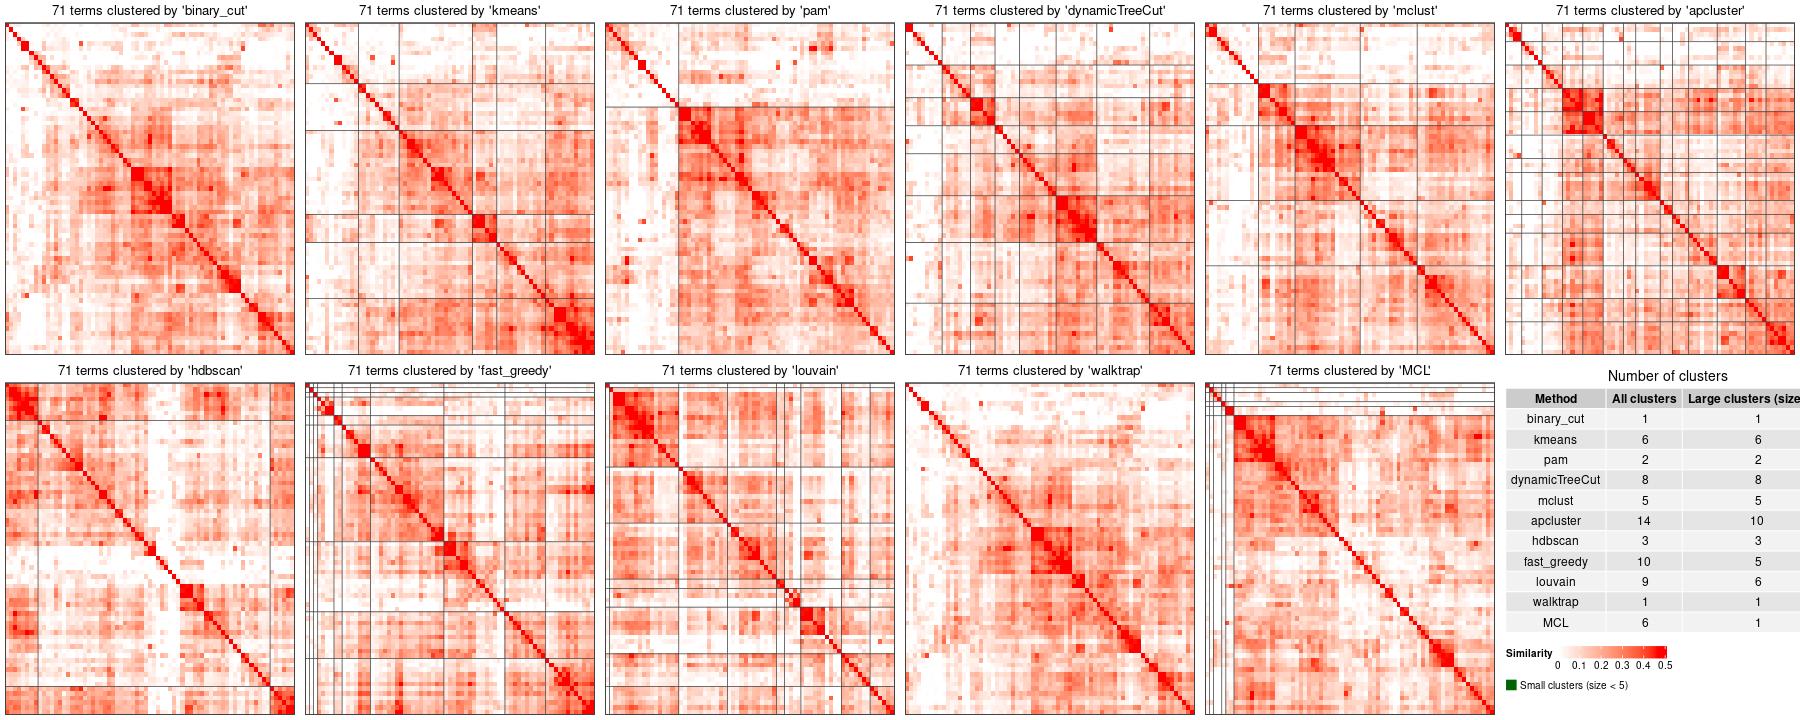 71 terms clustered by 'binary_cut'
71 terms clustered by 'kmeans'
71 terms clustered by 'pam'
71 terms clustered by 'dynamicTreeCut'
71 terms clustered by 'mclust'
71 terms clustered by 'apcluster'
71 terms clustered by 'hdbscan'
71 terms clustered by 'fast_greedy'
71 terms clustered by 'louvain'
71 terms clustered by 'walktrap'
71 terms clustered by 'MCL'
Number of clusters
Method All clusters Large clusters (size
binary_cut 1 1
kmeans 6 6
pam 2 2
dynamicTreeCut 8 8
mclust 5 5
apcluster 14 10
hdbscan 3 3
fast_greedy 10 5
louvain 9 6
walktrap 1 1
MCL 6 1
Similarity
0 0.1 0.2 0.3 0.4 0.5
Small clusters (size < 5)